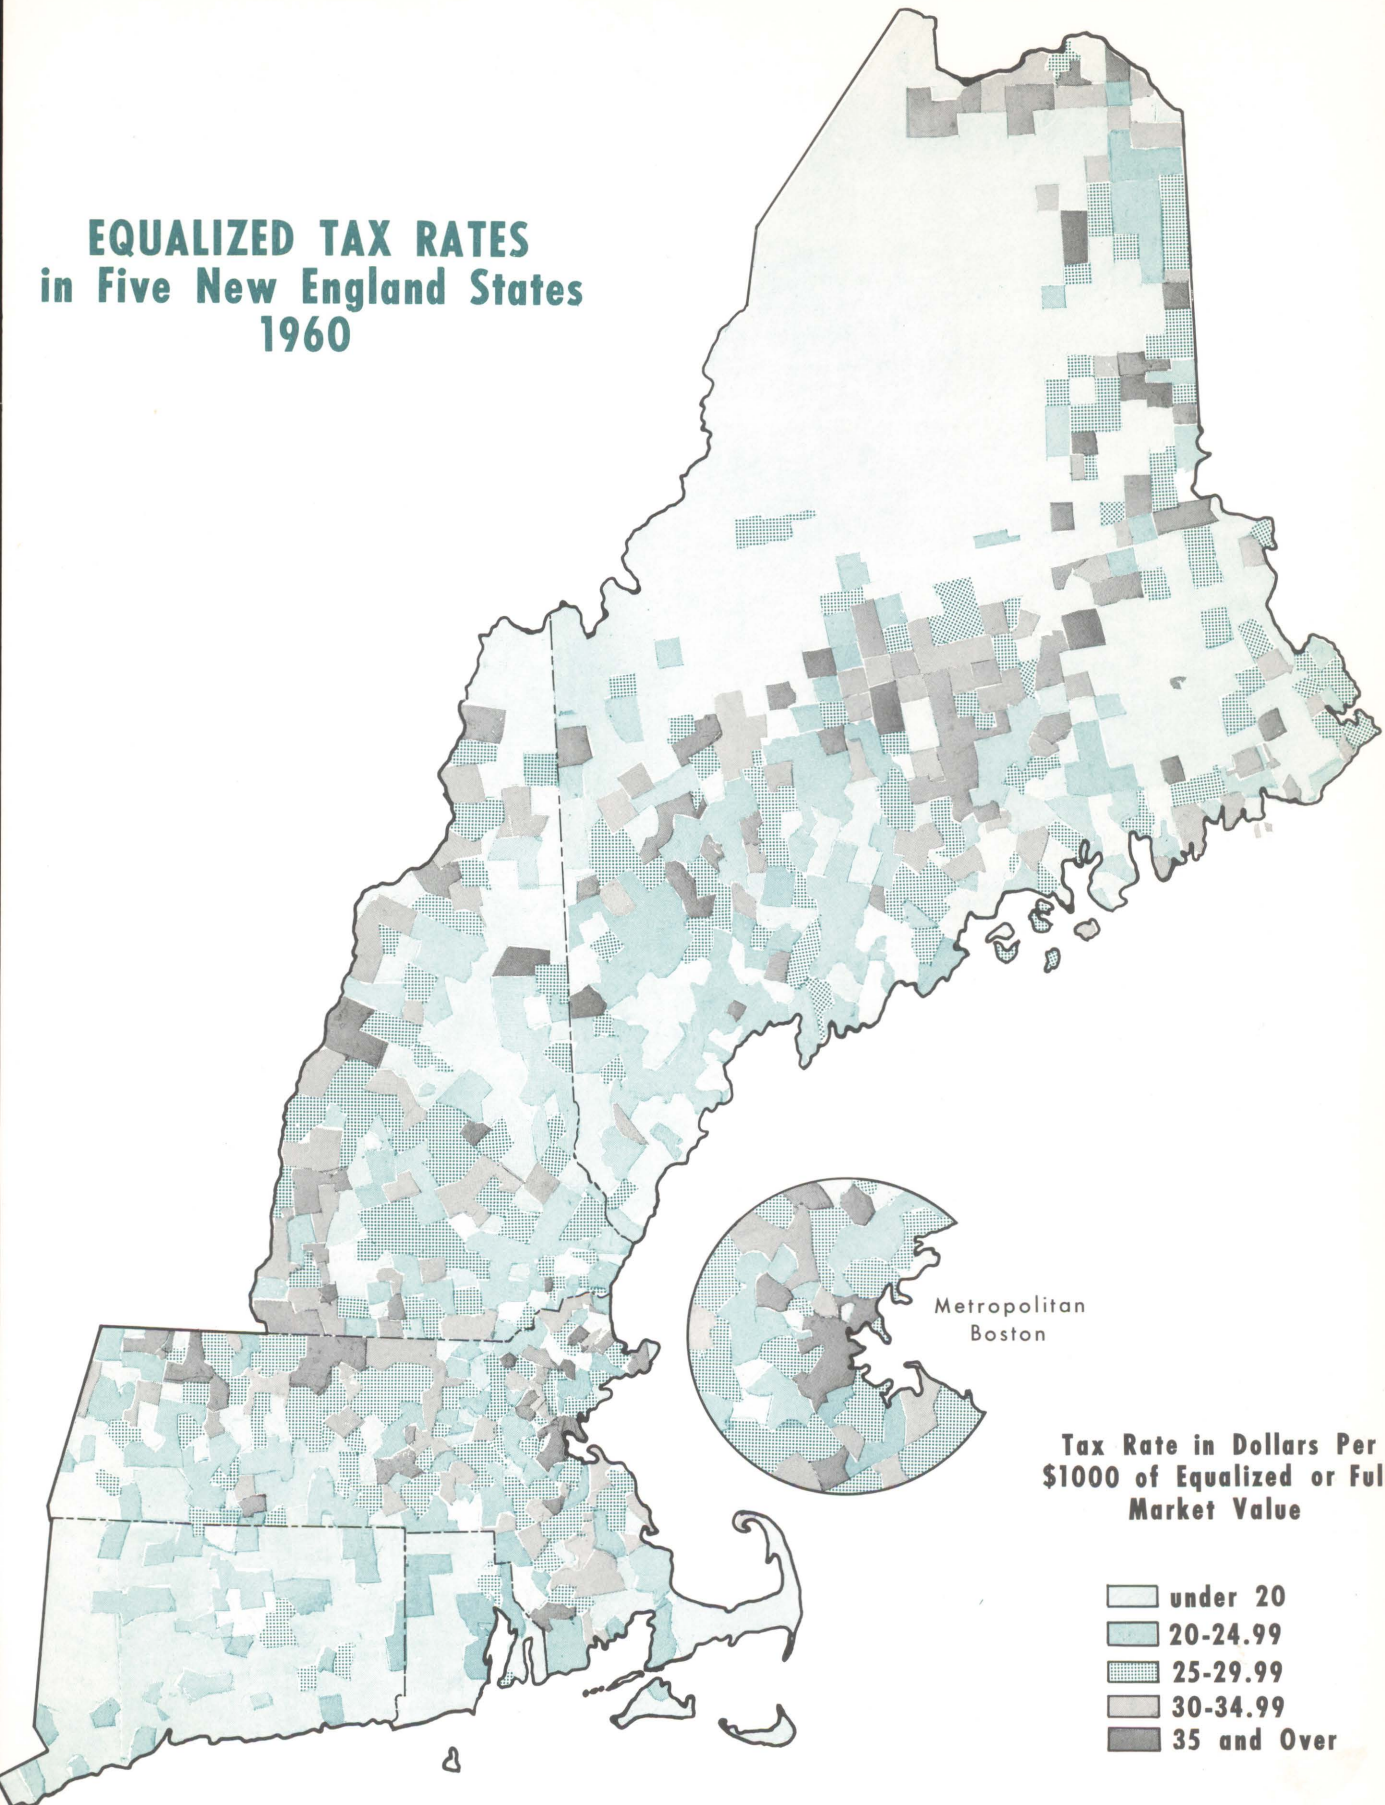 EQUALIZED TAX RATES
in Five New England States
1960
Metropolitan
Boston
Tax Rate in Dollars Per
$1000 of Equalized or Ful
Market Value
under 20
20-24.99
25-29.99
30-34.99
35 and Over